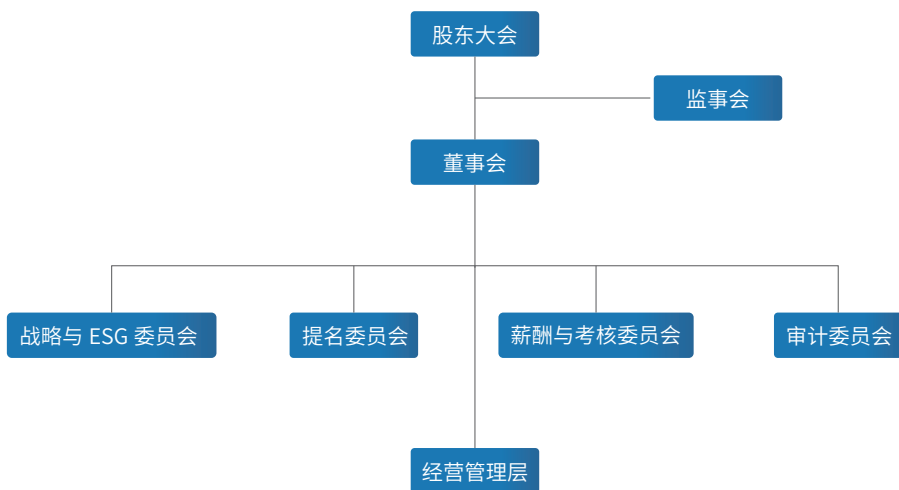 股东大会
监事会
董事会
战略与 ESG 委员会
提名委员会
薪酬与考核委员会
审计委员会
经营管理层